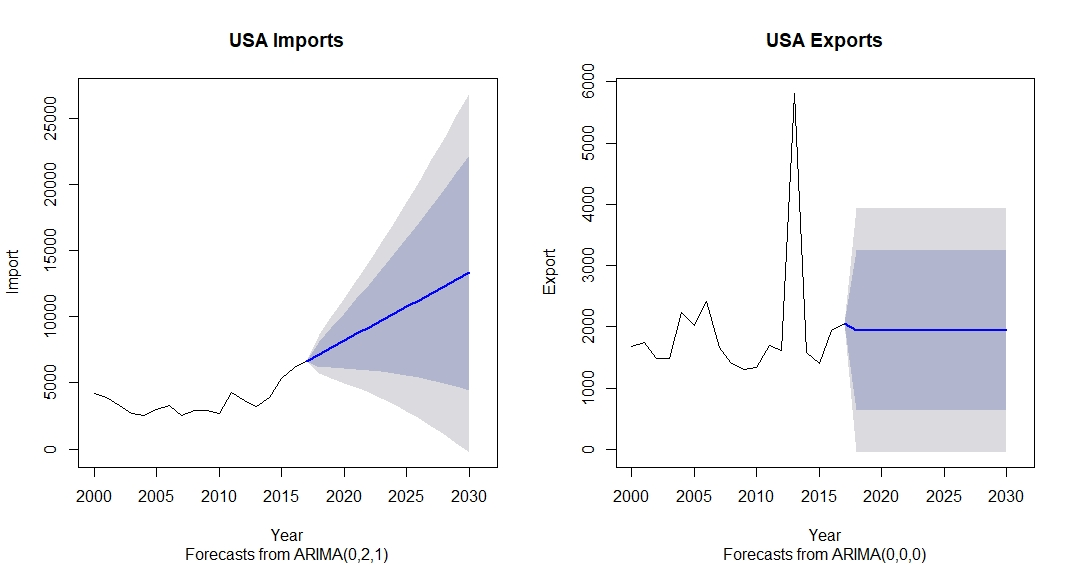 USA Imports
Import
25000
20000
15000
10000
5000
0
2000 2005 2010 2015 2020 2025 2030
Year
Forecasts from ARIMA(0,2,1)
USA Exports
Export
6000
5000
4000
3000
2000
1000
0
2000 2005 2010 2015 2020 2025 2030
Year
Forecasts from ARIMA(0,0,0)